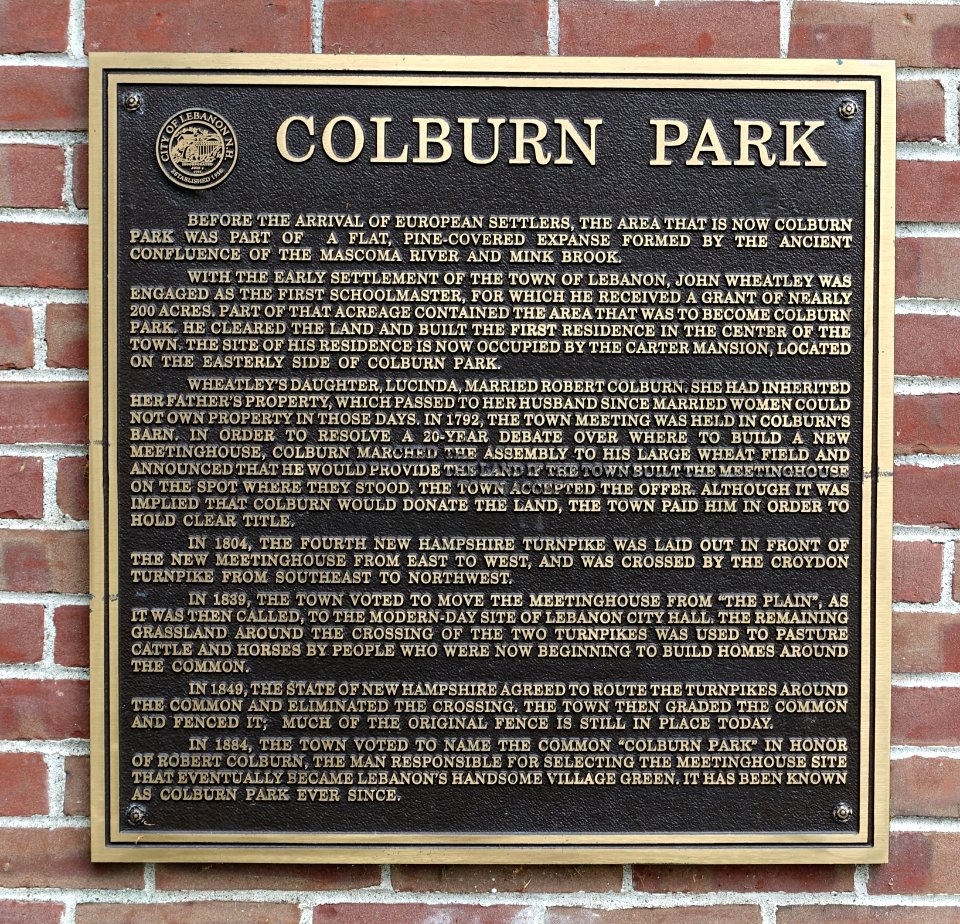 CITY OF LEBANON N.H.
ESTABLISHED
COLBURN PARK
BEFORE THE ARRIVAL OF EUROPEAN SETTLERS, THE AREA THAT IS NOW COLBURN
PARK WAS PART OF A FLAT, PINE-COVERED EXPANSE FORMED BY THE ANCIENT
CONFLUENCE OF THE MASCOMA RIVER AND MINK BROOK.
WITH THE EARLY SETTLEMENT OF THE TOWN OF LEBANON, JOHN WHEATLEY WAS
ENGAGED AS THE FIRST SCHOOLMASTER, FOR WHICH HE RECEIVED A GRANT OF NEARLY
200 ACRES. PART OF THAT ACREAGE CONTAINED THE AREA THAT WAS TO BECOME COLBURN
PARK. HE CLEARED THE LAND AND BUILT THE FIRST RESIDENCE IN THE CENTER OF THE
TOWN. THE SITE OF HIS RESIDENCE IS NOW OCCUPIED BY THE CARTER MANSION, LOCATED
ON THE EASTERLY SIDE OF COLBURN PARK.
WHEATLEY'S DAUGHTER, LUCINDA, MARRIED ROBERT COLBURN. SHE HAD INHERITED
HER FATHER'S PROPERTY, WHICH PASSED TO HER HUSBAND SINCE MARRIED WOMEN COULD
NOT OWN PROPERTY IN THOSE DAYS. IN 1792, THE TOWN MEETING WAS HELD IN COLBURN'S
BARN. IN ORDER TO RESOLVE A 20-YEAR DEBATE OVER WHERE TO BUILD A NEW
MEETINGHOUSE, COLBURN MARCHED THE ASSEMBLY TO HIS LARGE WHEAT FIELD AND
ANNOUNCED THAT HE WOULD PROVIDE THE LAND IF THE TOWN BUILT THE MEETINGHOUSE
ON THE SPOT WHERE THEY STOOD. THE TOWN ACCEPTED THE OFFER. ALTHOUGH IT WAS
IMPLIED THAT COLBURN WOULD DONATE THE LAND, THE TOWN PAID HIM IN ORDER TO
HOLD CLEAR TITLE.
IN 1804, THE FOURTH NEW HAMPSHIRE TURNPIKE WAS LAID OUT IN FRONT OF
THE NEW MEETINGHOUSE FROM EAST TO WEST, AND WAS CROSSED BY THE CROYDON
TURNPIKE FROM SOUTHEAST TO NORTHWEST.
IN 1839, THE TOWN VOTED TO MOVE THE MEETINGHOUSE FROM "THE PLAIN", AS
IT WAS THEN CALLED, TO THE MODERN-DAY SITE OF LEBANON CITY HALL. THE REMAINING
GRASSLAND AROUND THE CROSSING OF THE TWO TURNPIKES WAS USED TO PASTURE
CATTLE AND HORSES BY PEOPLE WHO WERE NOW BEGINNING TO BUILD HOMES AROUND
THE COMMON.
IN 1849, THE STATE OF NEW HAMPSHIRE AGREED TO ROUTE THE TURNPIKES AROUND
THE COMMON AND ELIMINATED THE CROSSING. THE TOWN THEN GRADED THE COMMON
AND FENCED IT; MUCH OF THE ORIGINAL FENCE IS STILL IN PLACE TODAY.
IN 1884, THE TOWN VOTED TO NAME THE COMMON "COLBURN PARK" IN HONOR
OF ROBERT COLBURN, THE MAN RESPONSIBLE FOR SELECTING THE MEETINGHOUSE SITE
THAT EVENTUALLY BECAME LEBANON'S HANDSOME VILLAGE GREEN. IT HAS BEEN KNOWN
AS COLBURN PARK EVER SINCE.